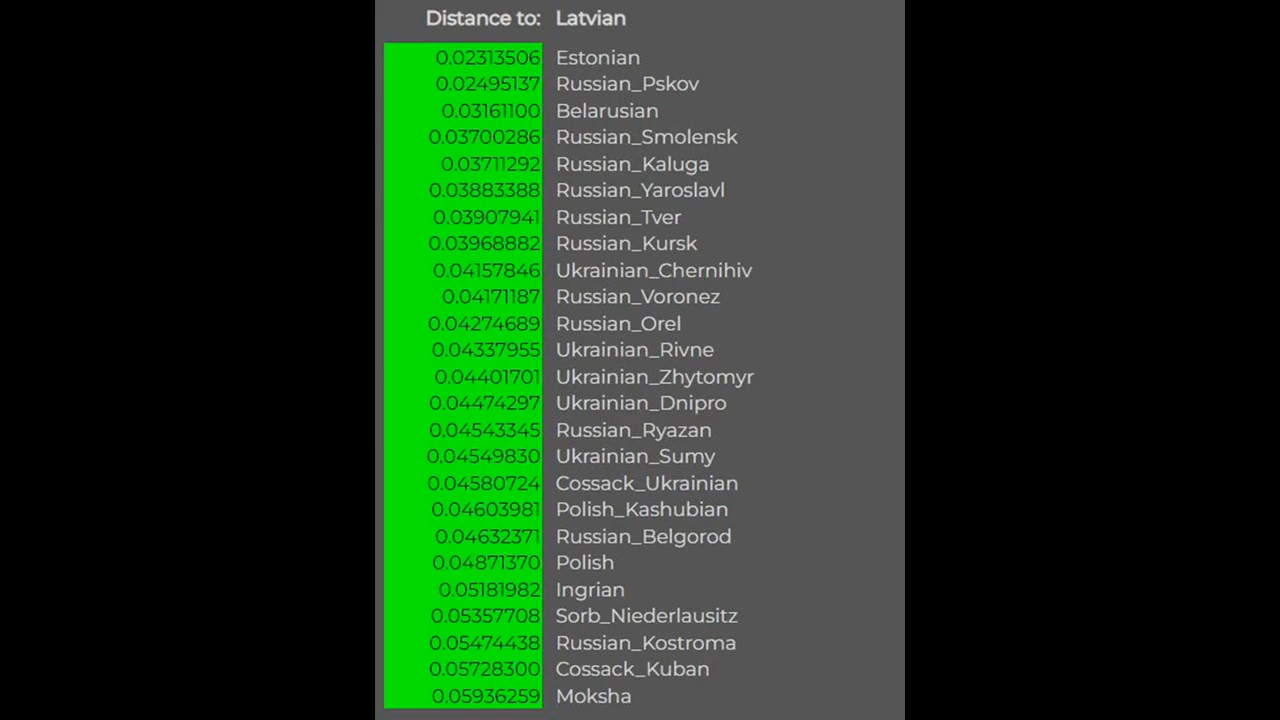 Distance to: Latvian
0.02313506 Estonian
0.02495137 Russian_Pskov
0.03161100 Belarusian
0.03700286 Russian_Smolensk
0.03711292 Russian_Kaluga
0.03883388 Russian_Yaroslavl
0.03907941 Russian_Tver
0.03968882 Russian_Kursk
0.04157846 Ukrainian_Chernihiv
0.04171187 Russian_Voronez
0.04274689 Russian_Orel
0.04337955 Ukrainian_Rivne
0.04401701 Ukrainian_Zhytomyr
0.04474297 Ukrainian_Dnipro
0.04543345 Russian_Ryazan
0.04549830 Ukrainian_Sumy
0.04580724 Cossack_Ukrainian
0.04603981 Polish_Kashubian
0.04632371 Russian_Belgorod
0.04871370 Polish
0.05181982 Ingrian
0.05357708 Sorb_Niederlausitz
0.05474438 Russian_Kostroma
0.05728300 Cossack_Kuban
0.05936259 Moksha